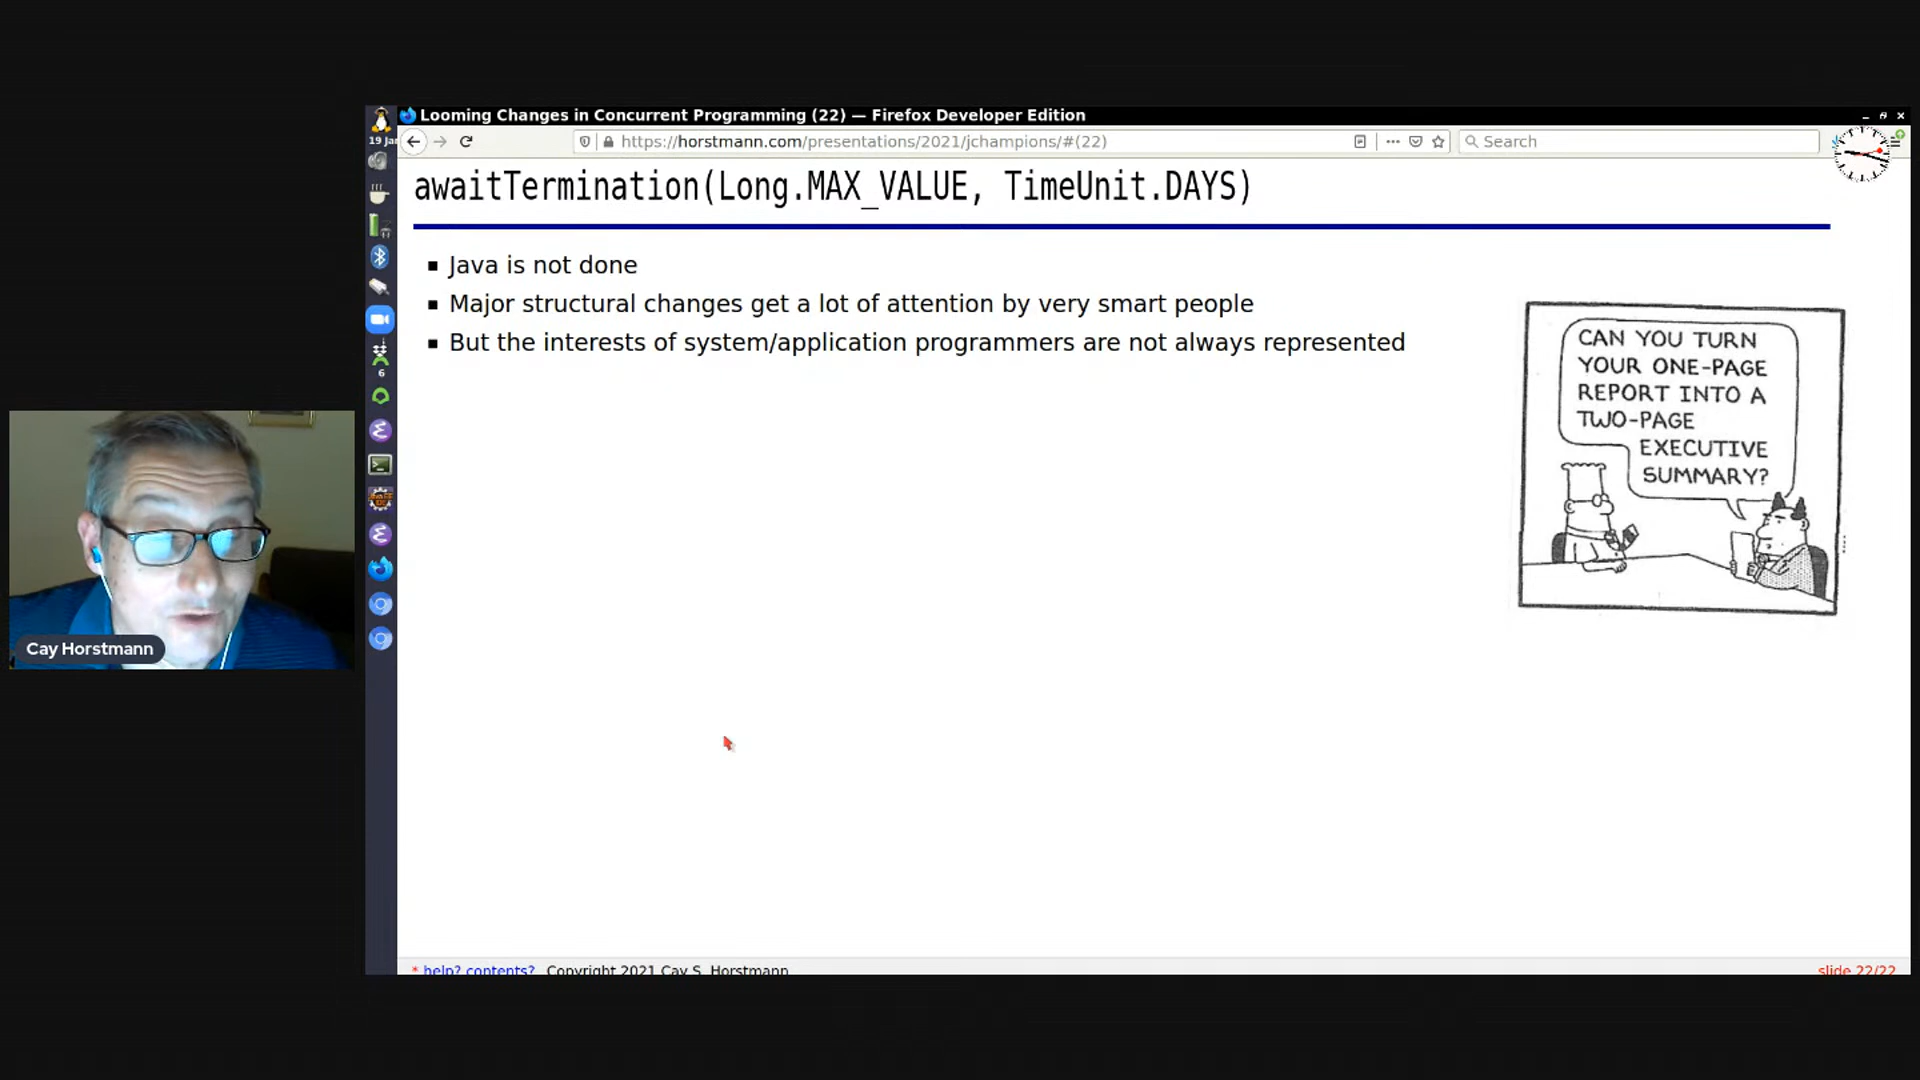 Looming Changes in Concurrent Programming (22) — Firefox Developer Edition
19 Jan
https://horstmann.com/presentations/2021/jchampions/#(22)
Search
awaitTermination(Long.MAX_VALUE, TimeUnit.DAYS)
Java is not done
Major structural changes get a lot of attention by very smart people
But the interests of system/application programmers are not always represented
CAN YOU TURN
YOUR ONE-PAGE
REPORT INTO A
TWO-PAGE
EXECUTIVE
SUMMARY?
6
Cay Horstmann
* help? contents? Copyright 2021 Cay S. Horstmann
slide 22/22